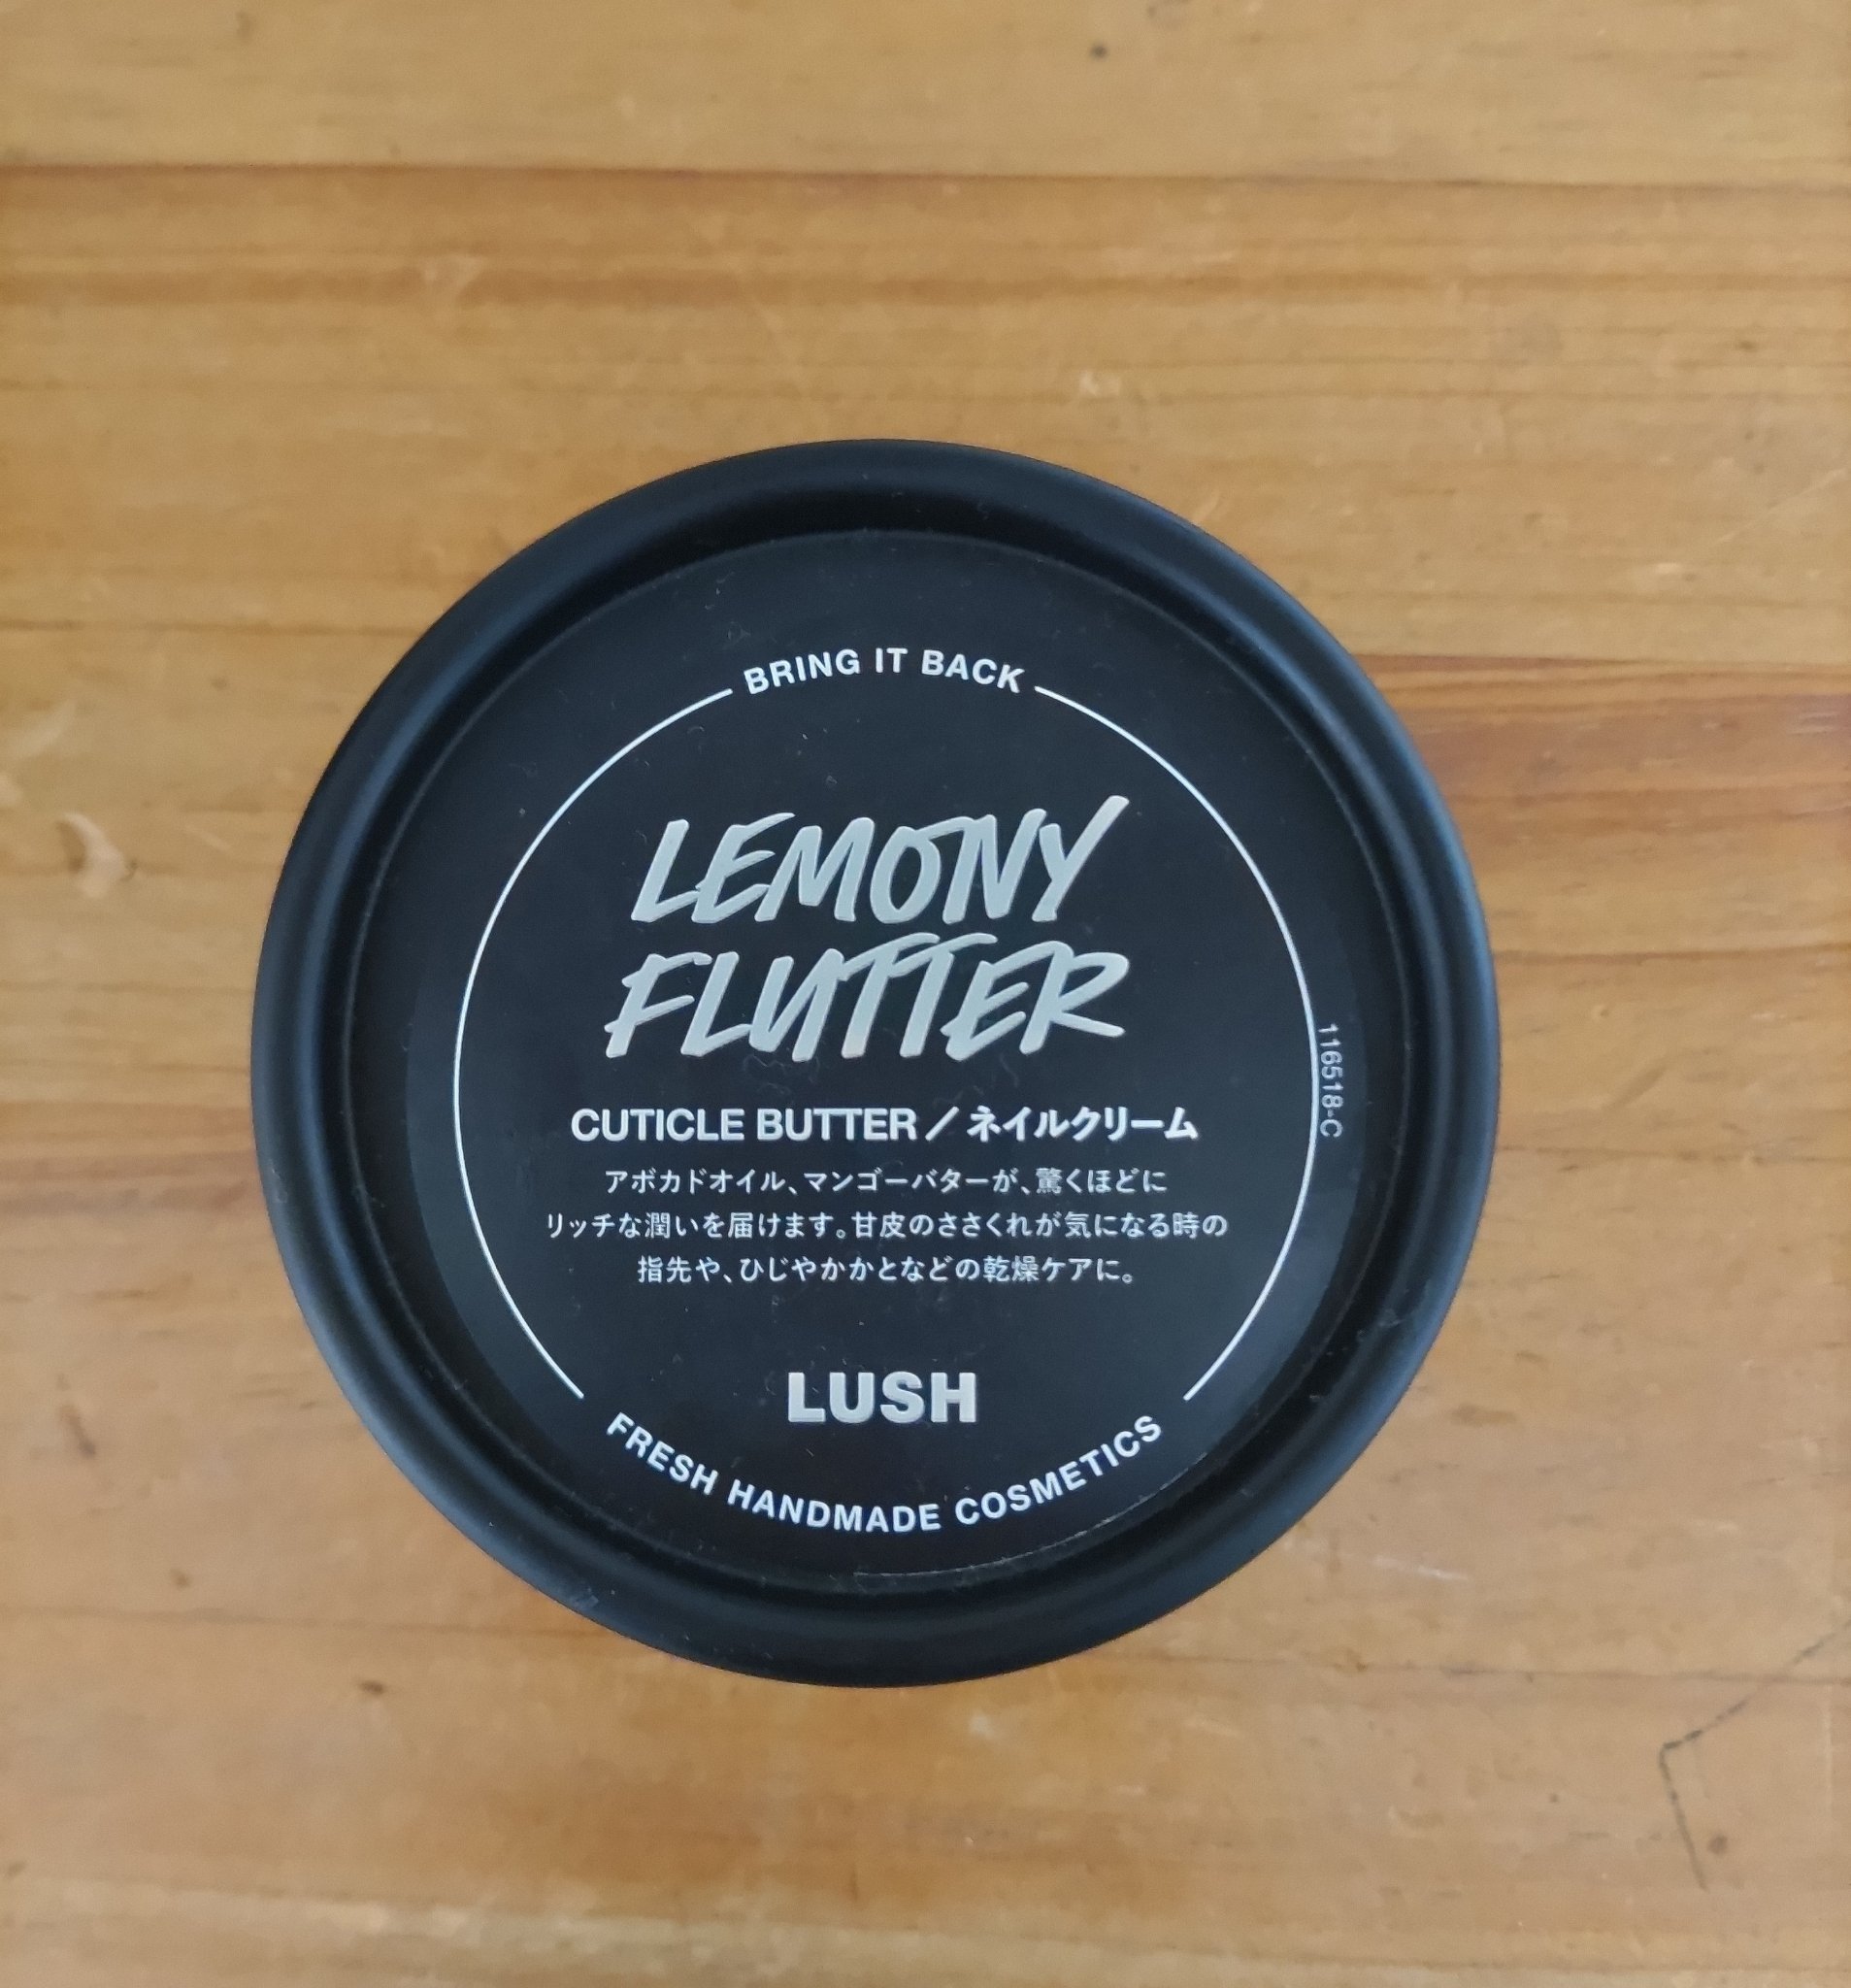 BRING IT BACK
LEMONY
FLUTTER
CUTICLE BUTTER／ネイルクリーム
アボカドオイル、マンゴーバターが、驚くほどに
リッチな潤いを届けます。甘皮のささくれが気になる時の
指先や、ひじやかかとなどの乾燥ケアに。
LUSH
FRESH HANDMADE COSMETICS
116518-C